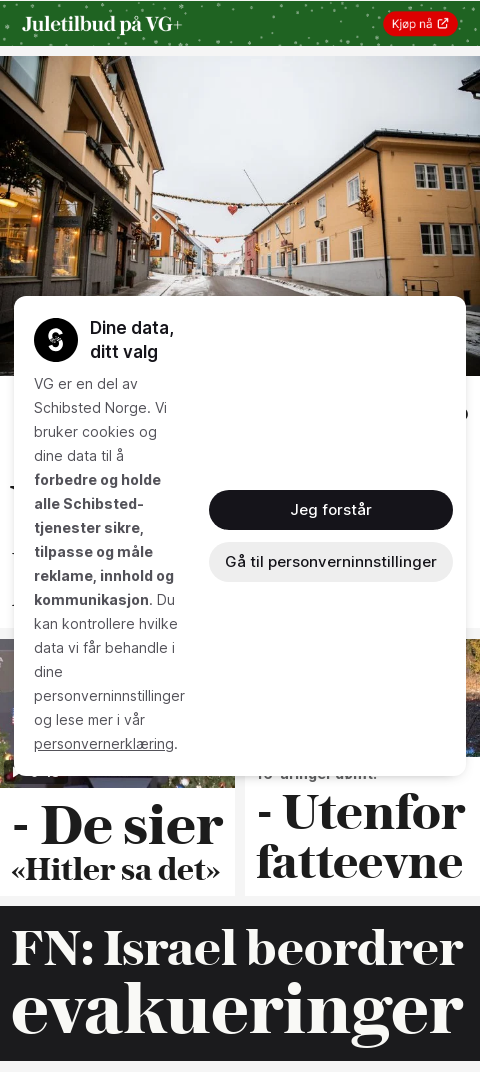 Juletilbud på VG+
Kjøp nå
Dine data,
ditt valg
VG er en del av
Schibsted Norge. Vi
bruker cookies og
dine data til å
forbedre og holde
alle Schibsted-
tjenester sikre,
tilpasse og måle
reklame, innhold og
kommunikasjon. Du
kan kontrollere hvilke
data vi får behandle i
dine
personverninnstillinger
og lese mer i vår
personvernerklæring.
Jeg forstår
Gå til personverninnstillinger
- De sier
«Hitler sa det»
- Utenfor
fatteevne
FN: Israel beordrer
evakueringer